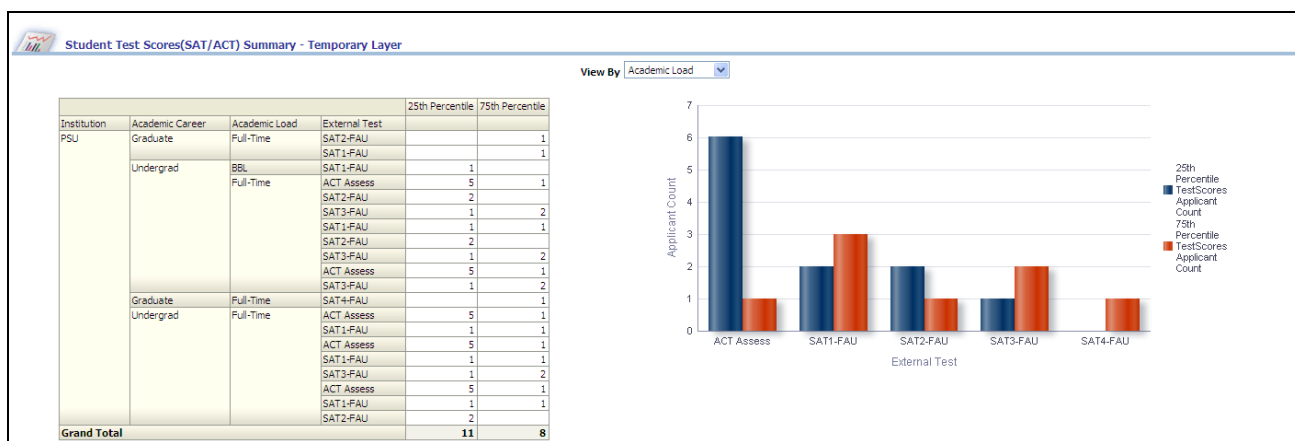 Student Test Scores(SAT/ACT) Summary - Temporary Layer
View By Academic Load
25th Percentile 75th Percentile
Institution Academic Career Academic Load External Test
PSU Graduate Full-Time SAT2-FAU 1
SAT1-FAU 1
Undergrad BBL SAT1-FAU 1
Full-Time ACT Assess 5 1
SAT2-FAU 2
SAT3-FAU 1 2
SAT1-FAU 1 1
SAT2-FAU 2
SAT3-FAU 1 2
ACT Assess 5 1
SAT3-FAU 1 2
Graduate Full-Time SAT4-FAU 1
Undergrad Full-Time ACT Assess 5 1
SAT1-FAU 1 1
ACT Assess 5 1
SAT1-FAU 1 1
SAT3-FAU 1 2
ACT Assess 5 1
SAT1-FAU 1 1
SAT2-FAU 2
Grand Total 11 8
7
6
5
4
3
2
1
0
Applicant Count
ACT Assess SAT1-FAU SAT2-FAU SAT3-FAU SAT4-FAU
External Test
25th
Percentile
TestScores
Applicant
Count
75th
Percentile
TestScores
Applicant
Count